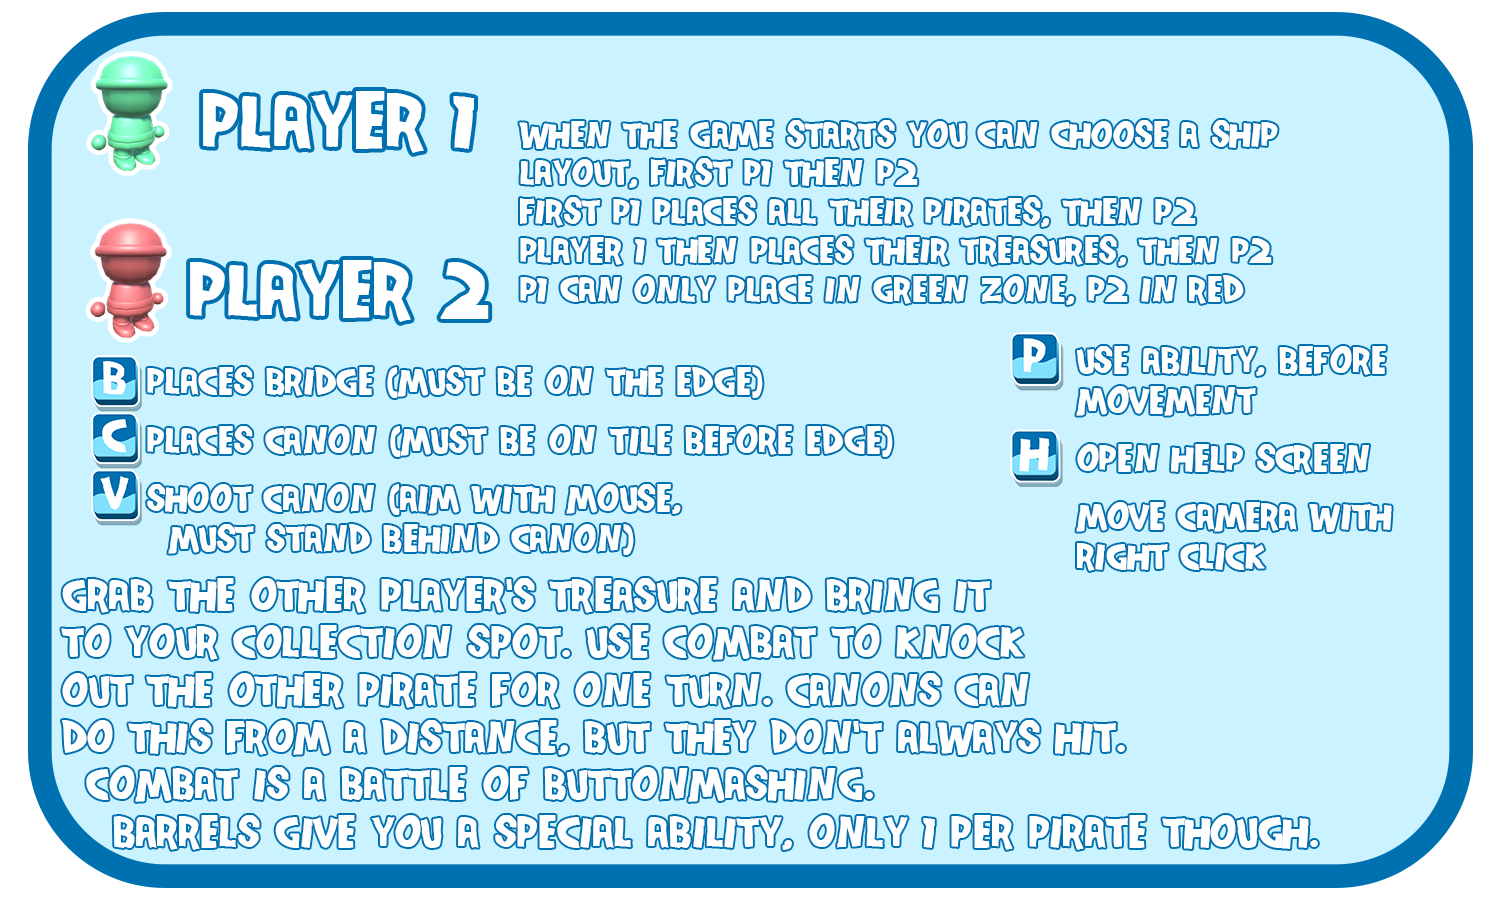 PLAYER 1
WHEN THE GAME STARTS YOU CAN CHOOSE A SHIP
LAYOUT, FIRST P1 THEN P2
FIRST P1 PLACES ALL THEIR PIRATES, THEN P2
PLAYER 1 THEN PLACES THEIR TREASURES, THEN P2
P1 CAN ONLY PLACE IN GREEN ZONE, P2 IN RED
PLAYER 2
B PLACES BRIDGE (MUST BE ON THE EDGE)
C PLACES CANON (MUST BE ON TILE BEFORE EDGE)
V SHOOT CANON (AIM WITH MOUSE,
MUST STAND BEHIND CANON)
P USE ABILITY, BEFORE
MOVEMENT
H OPEN HELP SCREEN
MOVE CAMERA WITH
RIGHT CLICK
GRAB THE OTHER PLAYER'S TREASURE AND BRING IT
TO YOUR COLLECTION SPOT. USE COMBAT TO KNOCK
OUT THE OTHER PIRATE FOR ONE TURN. CANONS CAN
DO THIS FROM A DISTANCE, BUT THEY DON'T ALWAYS HIT.
COMBAT IS A BATTLE OF BUTTONMASHING.
BARRELS GIVE YOU A SPECIAL ABILITY, ONLY 1 PER PIRATE THOUGH.